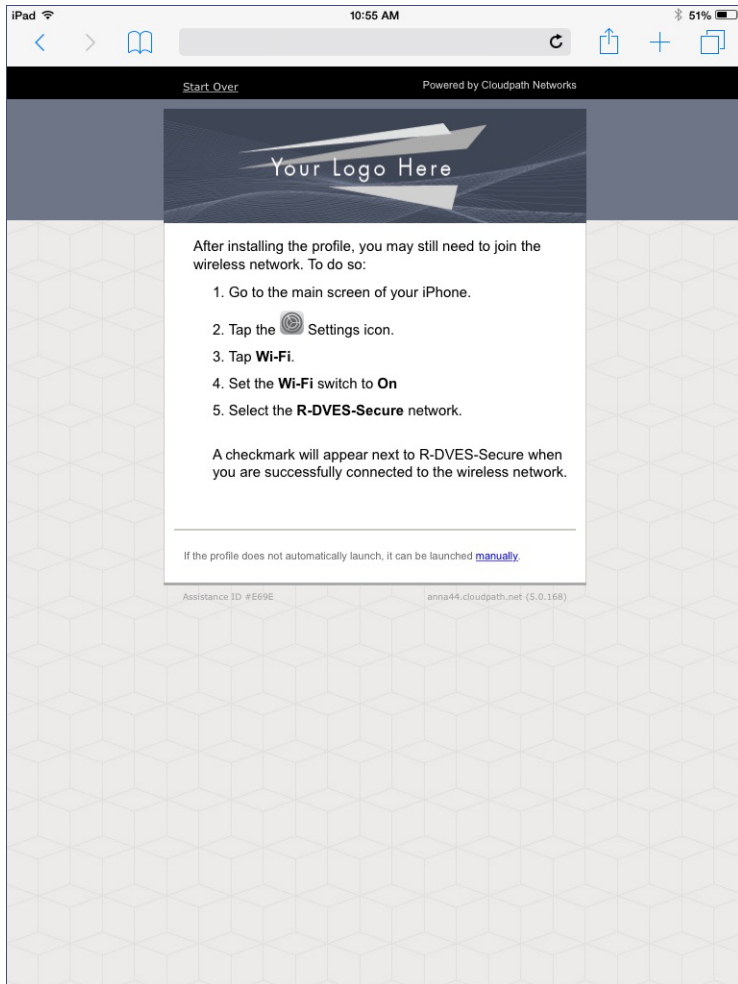 iPad 10:55 AM 51%
Start Over Powered by Cloudpath Networks
Your Logo Here
After installing the profile, you may still need to join the
wireless network. To do so:
1. Go to the main screen of your iPhone.
2. Tap the Settings icon.
3. Tap Wi-Fi.
4. Set the Wi-Fi switch to On
5. Select the R-DVES-Secure network.
A checkmark will appear next to R-DVES-Secure when
you are successfully connected to the wireless network.
If the profile does not automatically launch, it can be launched manually.
Assistance ID #E69E anna44.cloudpath.net (5.0.168)